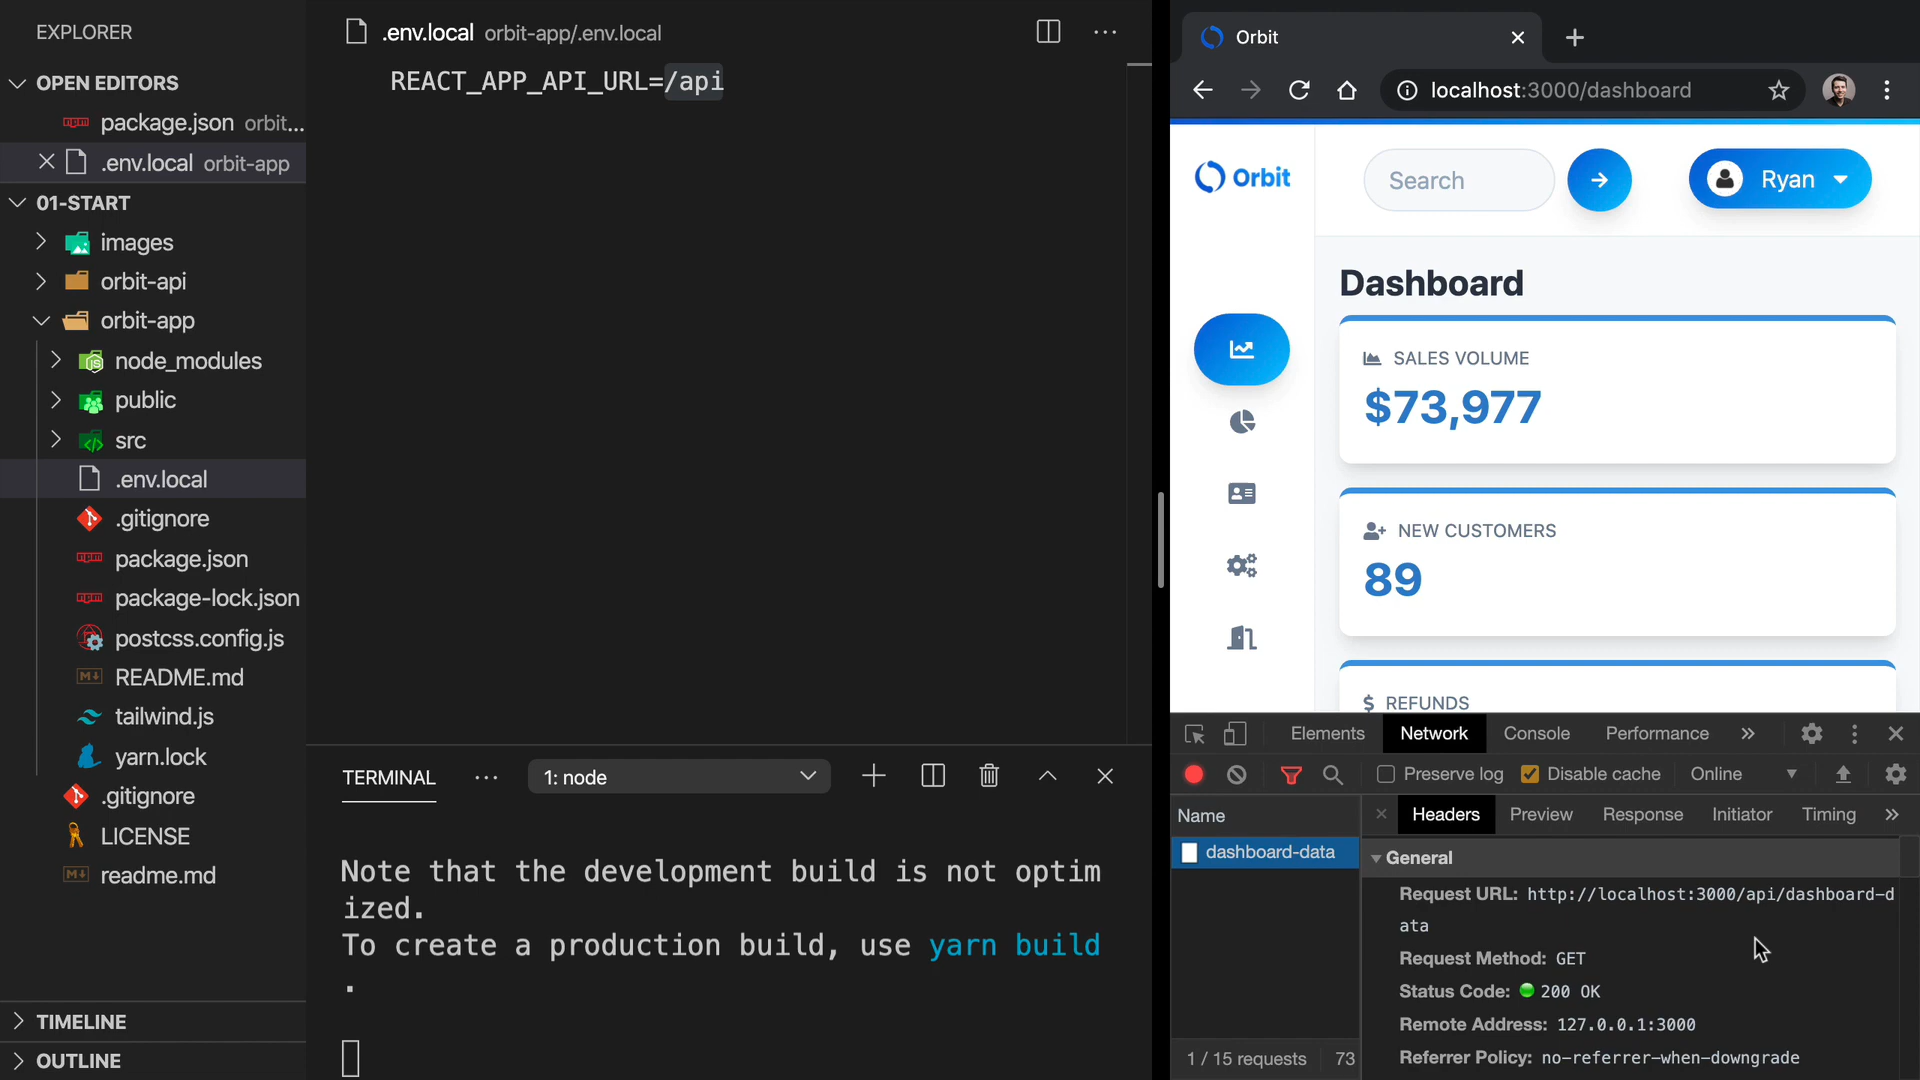 EXPLORER
OPEN EDITORS
package.json orbit...
.env.local orbit-app
01-START
images
orbit-api
orbit-app
node_modules
public
src
.env.local
.gitignore
package.json
package-lock.json
postcss.config.js
README.md
tailwind.js
yarn.lock
.gitignore
LICENSE
readme.md
TIMELINE
OUTLINE
.env.local orbit-app/.env.local
REACT_APP_API_URL=/api
TERMINAL
1: node
Note that the development build is not optim
ized.
To create a production build, use yarn build
.
Orbit
localhost:3000/dashboard
Orbit
Search
Ryan
Dashboard
SALES VOLUME
$73,977
NEW CUSTOMERS
89
REFUNDS
Elements Network Console Performance
Preserve log Disable cache Online
Name
Headers Preview Response Initiator Timing
dashboard-data
General
Request URL: http://localhost:3000/api/dashboard-d
ata
Request Method: GET
Status Code: 200 OK
Remote Address: 127.0.0.1:3000
Referrer Policy: no-referrer-when-downgrade
1 / 15 requests 73